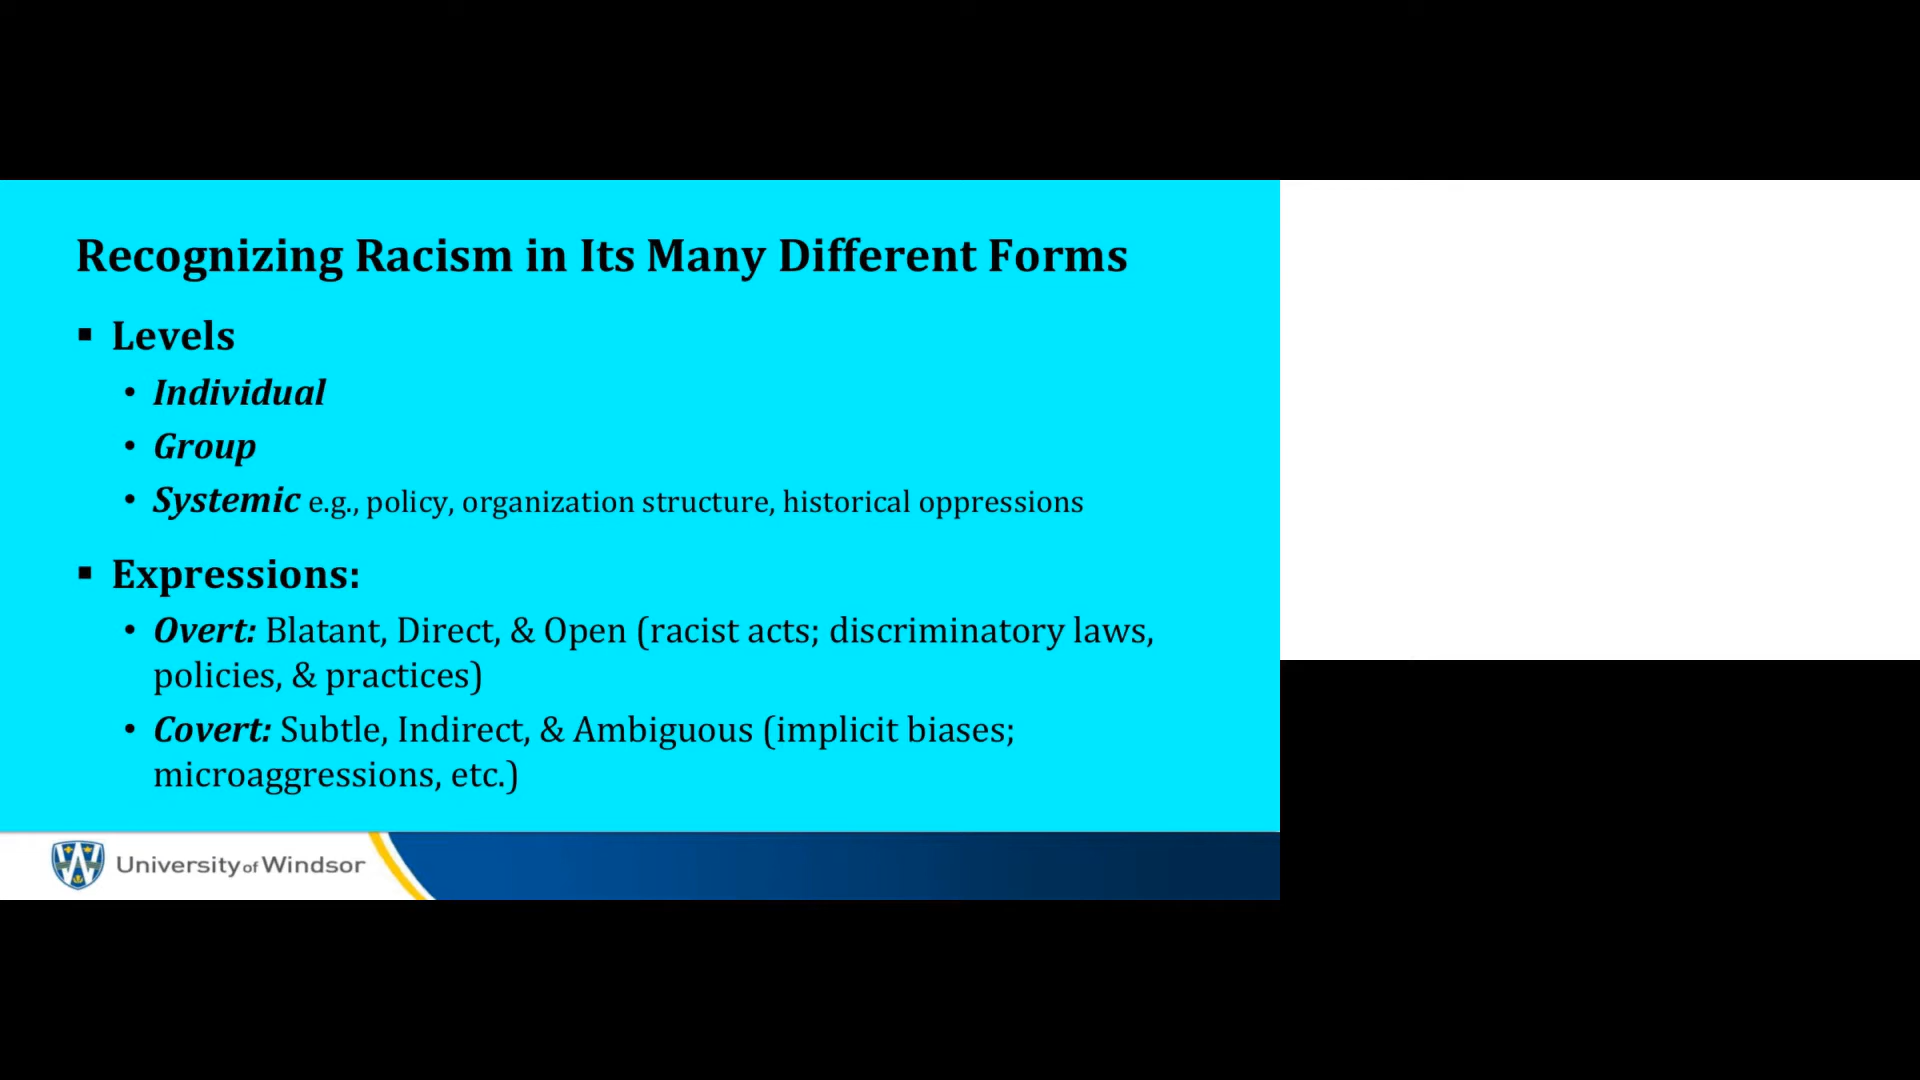 Recognizing Racism in Its Many Different Forms
▪ Levels
• Individual
• Group
• Systemic e.g., policy, organization structure, historical oppressions
▪ Expressions:
• Overt: Blatant, Direct, & Open (racist acts; discriminatory laws,
policies, & practices)
• Covert: Subtle, Indirect, & Ambiguous (implicit biases;
microaggressions, etc.)
University of Windsor